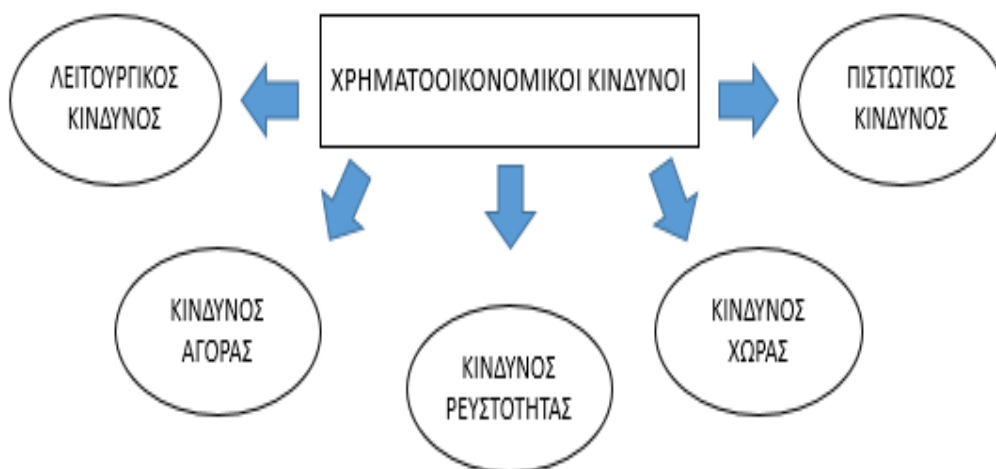 ΧΡΗΜΑΤΟΟΙΚΟΝΟΜΙΚΟΙ ΚΙΝΔΥΝΟΙ
ΛΕΙΤΟΥΡΓΙΚΟΣ
ΚΙΝΔΥΝΟΣ
ΠΙΣΤΩΤΙΚΟΣ
ΚΙΝΔΥΝΟΣ
ΚΙΝΔΥΝΟΣ
ΑΓΟΡΑΣ
ΚΙΝΔΥΝΟΣ
ΡΕΥΣΤΟΤΗΤΑΣ
ΚΙΝΔΥΝΟΣ
ΧΩΡΑΣ